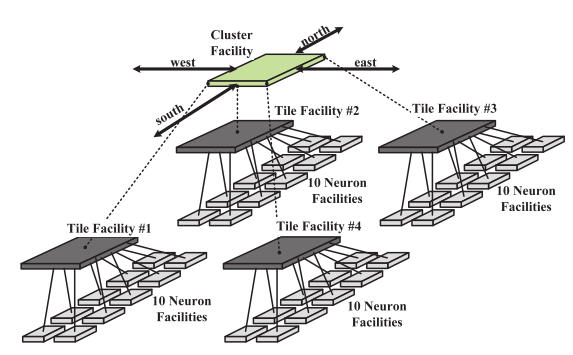 Cluster
Facility
north
west
east
south
Tile Facility #2
Tile Facility #3
10 Neuron
Facilities
10 Neuron
Facilities
Tile Facility #1
Tile Facility #4
10 Neuron
Facilities
10 Neuron
Facilities